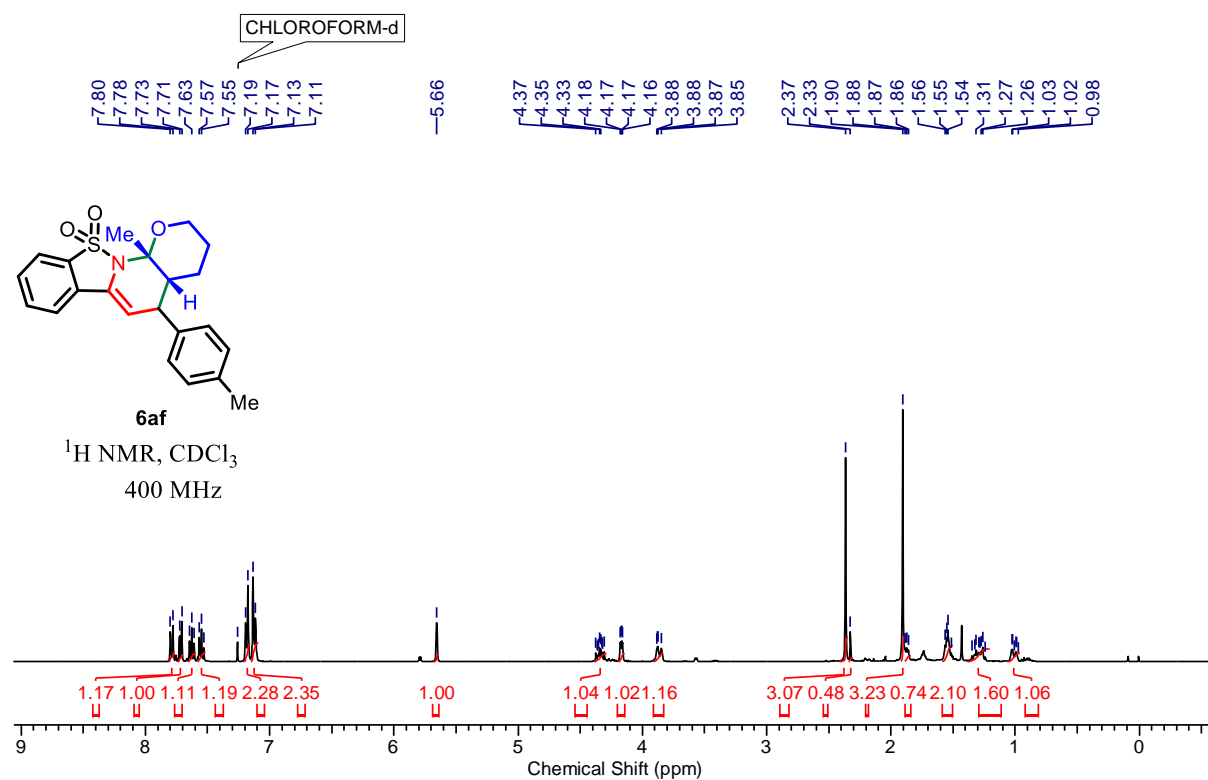 CHLOROFORM-d
7.80 7.78 7.73 7.71 7.63 7.57 7.55 7.19 7.17 7.13 7.11 5.66 4.37 4.35 4.33 4.18 4.17 4.17 4.16 3.88 3.88 3.87 3.85 2.37 2.33 1.90 1.88 1.87 1.86 1.56 1.55 1.54 1.31 1.27 1.26 1.03 1.02 0.98
O O
S Me O
N
H
Me
6af
1H NMR, CDCl3
400 MHz
1.17 1.00 1.11 1.19 2.28 2.35 1.00 1.04 1.02 1.16 3.07 0.48 3.23 0.74 2.10 1.60 1.06
9 8 7 6 5 4 3 2 1 0
Chemical Shift (ppm)